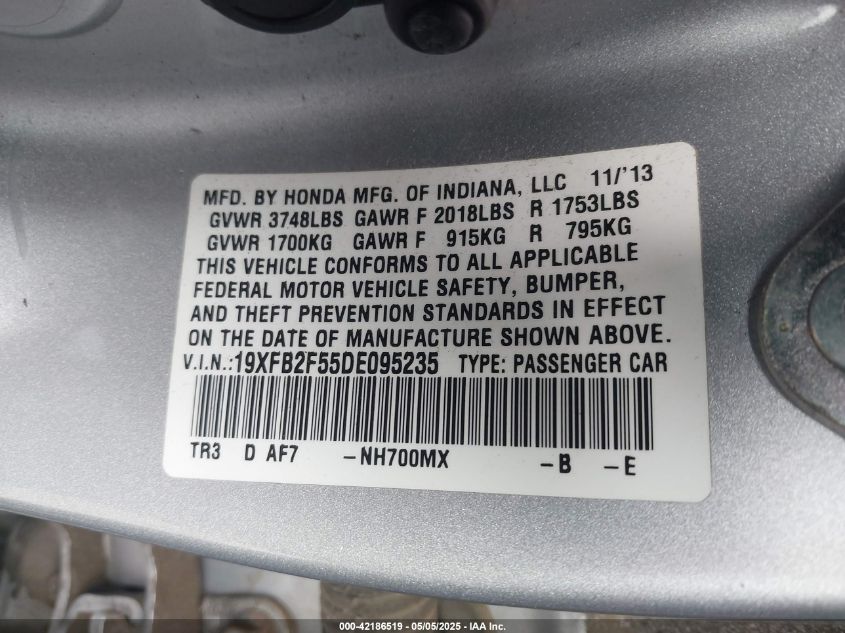 MFD. BY HONDA MFG. OF INDIANA, LLC 11/'13
GVWR 3748LBS GAWR F 2018LBS R 1753LBS
GVWR 1700KG GAWR F 915KG R 795KG
THIS VEHICLE CONFORMS TO ALL APPLICABLE
FEDERAL MOTOR VEHICLE SAFETY, BUMPER,
AND THEFT PREVENTION STANDARDS IN EFFECT
ON THE DATE OF MANUFACTURE SHOWN ABOVE.
V.I.N.:19XFB2F55DE095235 TYPE: PASSENGER CAR
TR3 D AF7 -NH700MX -B -E
000-42186519 - 05/05/2025 - IAA Inc.